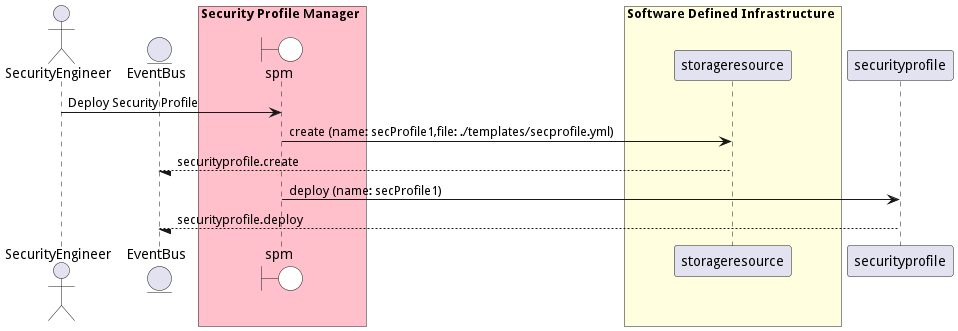 Security Profile Manager
Software Defined Infrastructure
SecurityEngineer
EventBus
spm
storageresource
securityprofile
Deploy Security Profile
create (name: secProfile1,file: ./templates/secprofile.yml)
securityprofile.create
deploy (name: secProfile1)
securityprofile.deploy
SecurityEngineer
EventBus
spm
storageresource
securityprofile